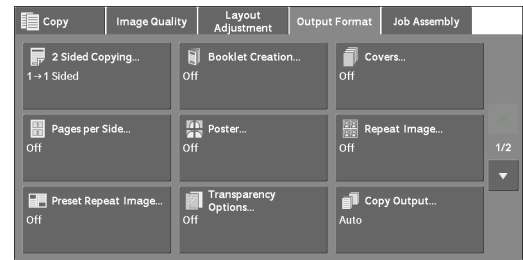 Copy
Image Quality
Layout
Adjustment
Output Format
Job Assembly
2 Sided Copying...
1→1 Sided
Booklet Creation...
Off
Covers...
Off
Pages per Side...
Off
Poster...
Off
Repeat Image...
Off
1/2
Preset Repeat Image...
Off
Transparency
Options...
Off
Copy Output...
Auto